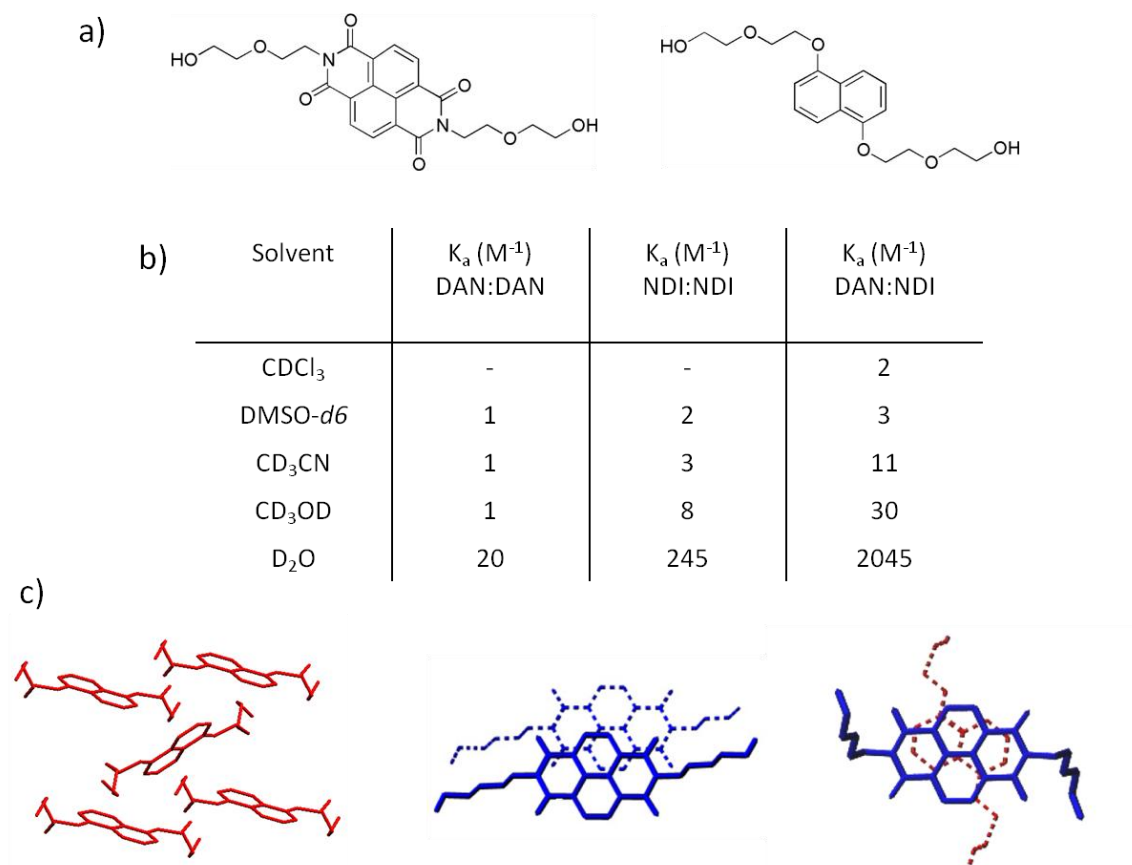 a)
HO O N O O O O N O OH
HO O O O O OH
b)
Solvent Kₐ (M⁻¹) Kₐ (M⁻¹) Kₐ (M⁻¹)
DAN:DAN NDI:NDI DAN:NDI
CDCl₃ - - 2
DMSO-d6 1 2 3
CD₃CN 1 3 11
CD₃OD 1 8 30
D₂O 20 245 2045
c)